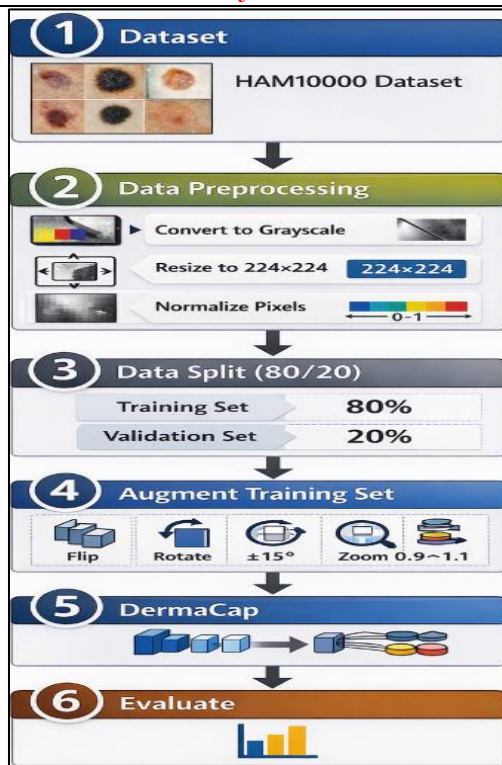 1 Dataset
HAM10000 Dataset
2 Data Preprocessing
Convert to Grayscale
Resize to 224×224 224×224
Normalize Pixels
0-1
3 Data Split (80/20)
Training Set 80%
Validation Set 20%
4 Augment Training Set
Flip Rotate ±15° Zoom 0.9~1.1
5 DermaCap
6 Evaluate